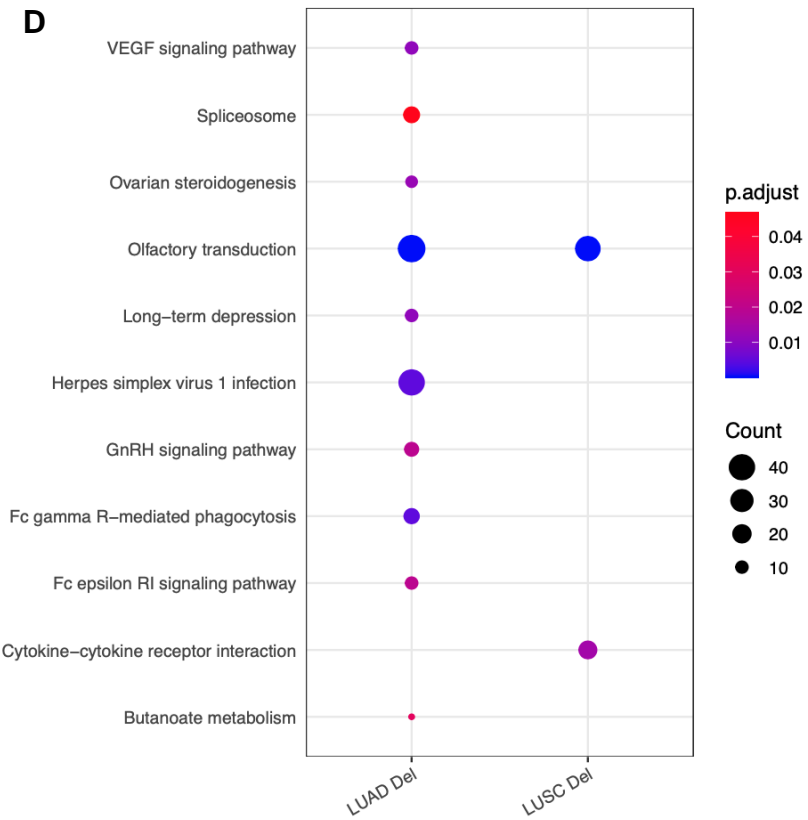 D
VEGF signaling pathway
Spliceosome
Ovarian steroidogenesis
Olfactory transduction
Long−term depression
Herpes simplex virus 1 infection
GnRH signaling pathway
Fc gamma R−mediated phagocytosis
Fc epsilon RI signaling pathway
Cytokine−cytokine receptor interaction
Butanoate metabolism
LUAD Del
LUSC Del
p.adjust
0.04
0.03
0.02
0.01
Count
40
30
20
10